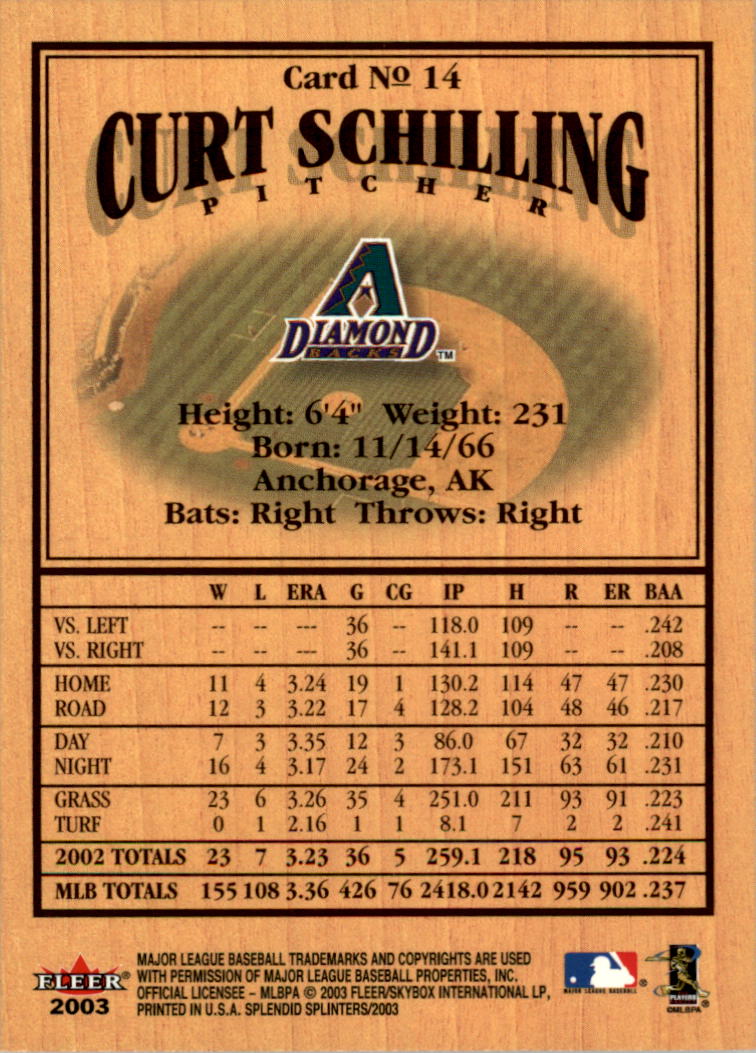 Card Nº 14
CURT SCHILLING
PITCHER
A
DIAMOND
BACKS TM
Height: 6'4" Weight: 231
Born: 11/14/66
Anchorage, AK
Bats: Right Throws: Right
W L ERA G CG IP H R ER BAA
VS. LEFT -- -- --- 36 -- 118.0 109 -- -- .242
VS. RIGHT -- -- --- 36 -- 141.1 109 -- -- .208
HOME 11 4 3.24 19 1 130.2 114 47 47 .230
ROAD 12 3 3.22 17 4 128.2 104 48 46 .217
DAY 7 3 3.35 12 3 86.0 67 32 32 .210
NIGHT 16 4 3.17 24 2 173.1 151 63 61 .231
GRASS 23 6 3.26 35 4 251.0 211 93 91 .223
TURF 0 1 2.16 1 1 8.1 7 2 2 .241
2002 TOTALS 23 7 3.23 36 5 259.1 218 95 93 .224
MLB TOTALS 155 108 3.36 426 76 2418.0 2142 959 902 .237
FLEER®
2003
MAJOR LEAGUE BASEBALL TRADEMARKS AND COPYRIGHTS ARE USED
WITH PERMISSION OF MAJOR LEAGUE BASEBALL PROPERTIES, INC.
OFFICIAL LICENSEE – MLBPA © 2003 FLEER/SKYBOX INTERNATIONAL LP,
PRINTED IN U.S.A. SPLENDID SPLINTERS/2003
MAJOR LEAGUE BASEBALL ®
PLAYERS ®
©MLBPA